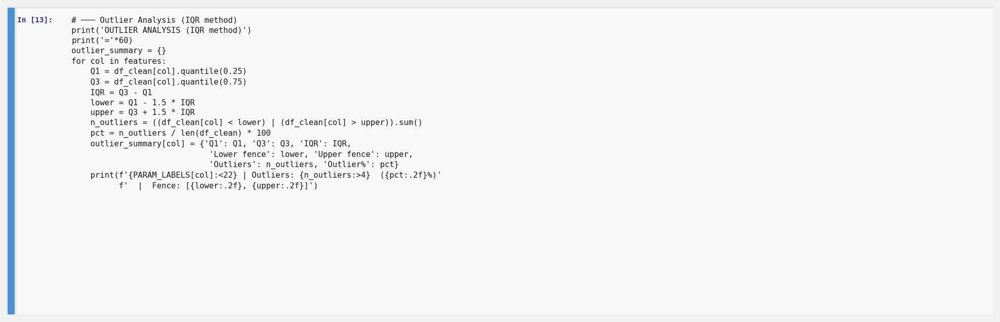 In [13]: # ─── Outlier Analysis (IQR method)
print('OUTLIER ANALYSIS (IQR method)')
print('='*60)
outlier_summary = {}
for col in features:
    Q1 = df_clean[col].quantile(0.25)
    Q3 = df_clean[col].quantile(0.75)
    IQR = Q3 - Q1
    lower = Q1 - 1.5 * IQR
    upper = Q3 + 1.5 * IQR
    n_outliers = ((df_clean[col] < lower) | (df_clean[col] > upper)).sum()
    pct = n_outliers / len(df_clean) * 100
    outlier_summary[col] = {'Q1': Q1, 'Q3': Q3, 'IQR': IQR,
                             'Lower fence': lower, 'Upper fence': upper,
                             'Outliers': n_outliers, 'Outlier%': pct}
    print(f'{PARAM_LABELS[col]:<22} | Outliers: {n_outliers:>4}  ({pct:.2f}%)'
          f'  |  Fence: [{lower:.2f}, {upper:.2f}]')